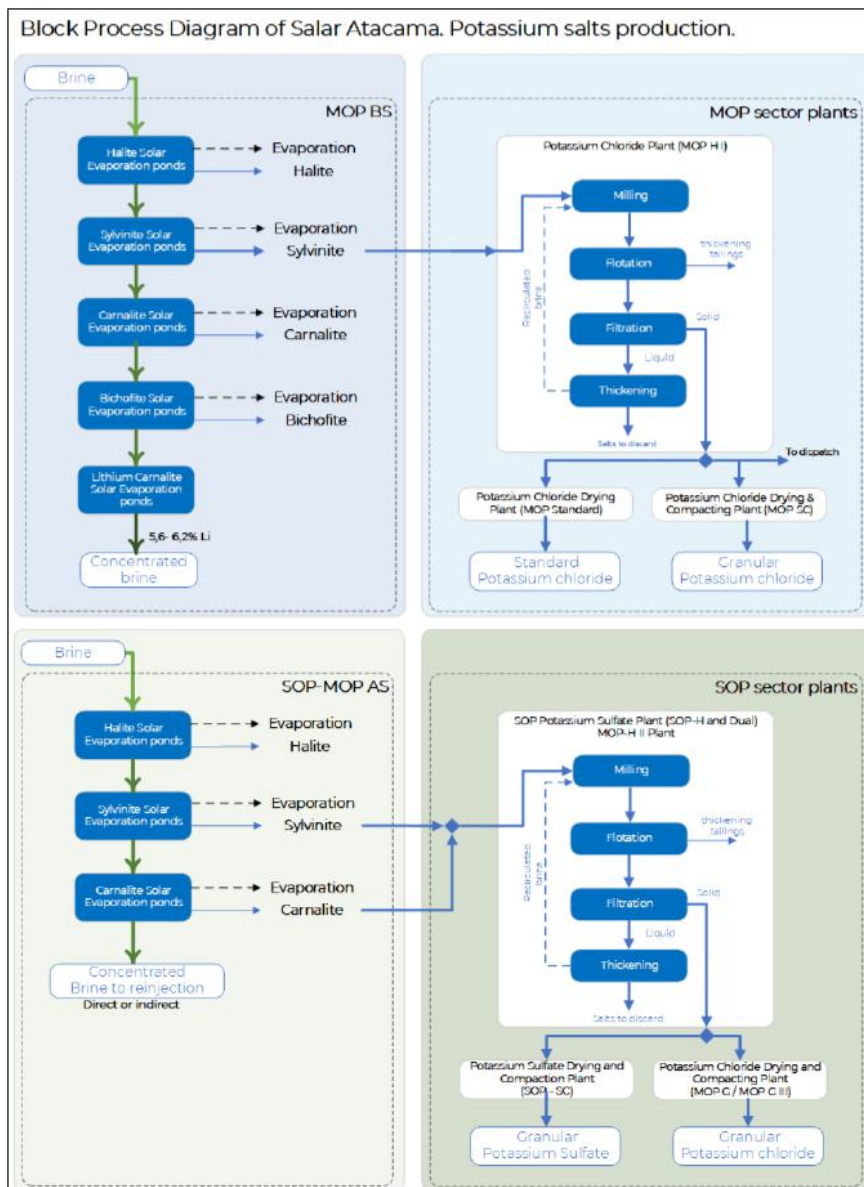 Block Process Diagram of Salar Atacama. Potassium salts production.
Brine
MOP BS
Halite Solar
Evaporation ponds
Evaporation
Halite
Sylvinite Solar
Evaporation ponds
Evaporation
Sylvinite
Carnalite Solar
Evaporation ponds
Evaporation
Carnalite
Bichofite Solar
Evaporation ponds
Evaporation
Bichofite
Lithium Carnalite
Solar Evaporation
ponds
5,6- 6,2% Li
Concentrated
brine
MOP sector plants
Potassium Chloride Plant (MOP H I)
Milling
Flotation
thickening
tailings
Recirculated
brine
Filtration
Solid
Liquid
Thickening
Salts to discard
To dispatch
Potassium Chloride Drying
Plant (MOP Standard)
Potassium Chloride Drying &
Compacting Plant (MOP SC)
Standard
Potassium chloride
Granular
Potassium chloride
Brine
SOP-MOP AS
Halite Solar
Evaporation ponds
Evaporation
Halite
Sylvinite Solar
Evaporation ponds
Evaporation
Sylvinite
Carnalite Solar
Evaporation ponds
Evaporation
Carnalite
Concentrated
Brine to reinjection
Direct or indirect
SOP sector plants
SOP Potassium Sulfate Plant (SOP-H and Dual)
MOP-H II Plant
Milling
Flotation
thickening
tailings
Recirculated
brine
Filtration
Solid
Liquid
Thickening
Salts to discard
Potassium Sulfate Drying and
Compaction Plant
(SOP - SC)
Potassium Chloride Drying and
Compacting Plant
(MOP G / MOP G III)
Granular
Potassium Sulfate
Granular
Potassium chloride